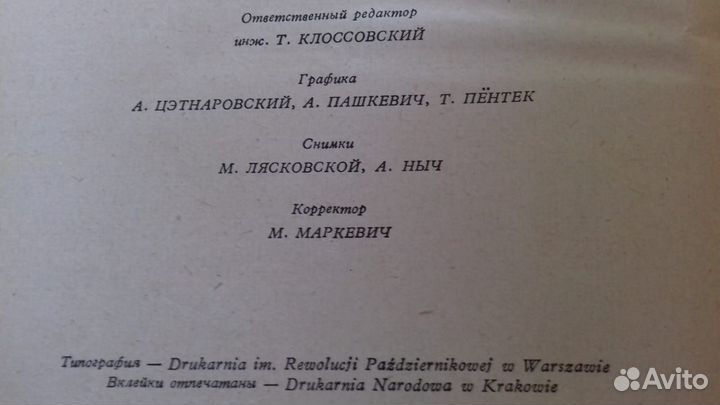 Ответственный редактор
инж. Т. КЛОССОВСКИЙ
Графика
А. ЦЭТНАРОВСКИЙ, А. ПАШКЕВИЧ, Т. ПЁНТЕК
Снимки
М. ЛЯСКОВСКОЙ, А. НЫЧ
Корректор
М. МАРКЕВИЧ
Типография — Drukarnia im. Rewolucji Październikowej w Warszawie
Вклейки отпечатаны — Drukarnia Narodowa w Krakowie
Avito